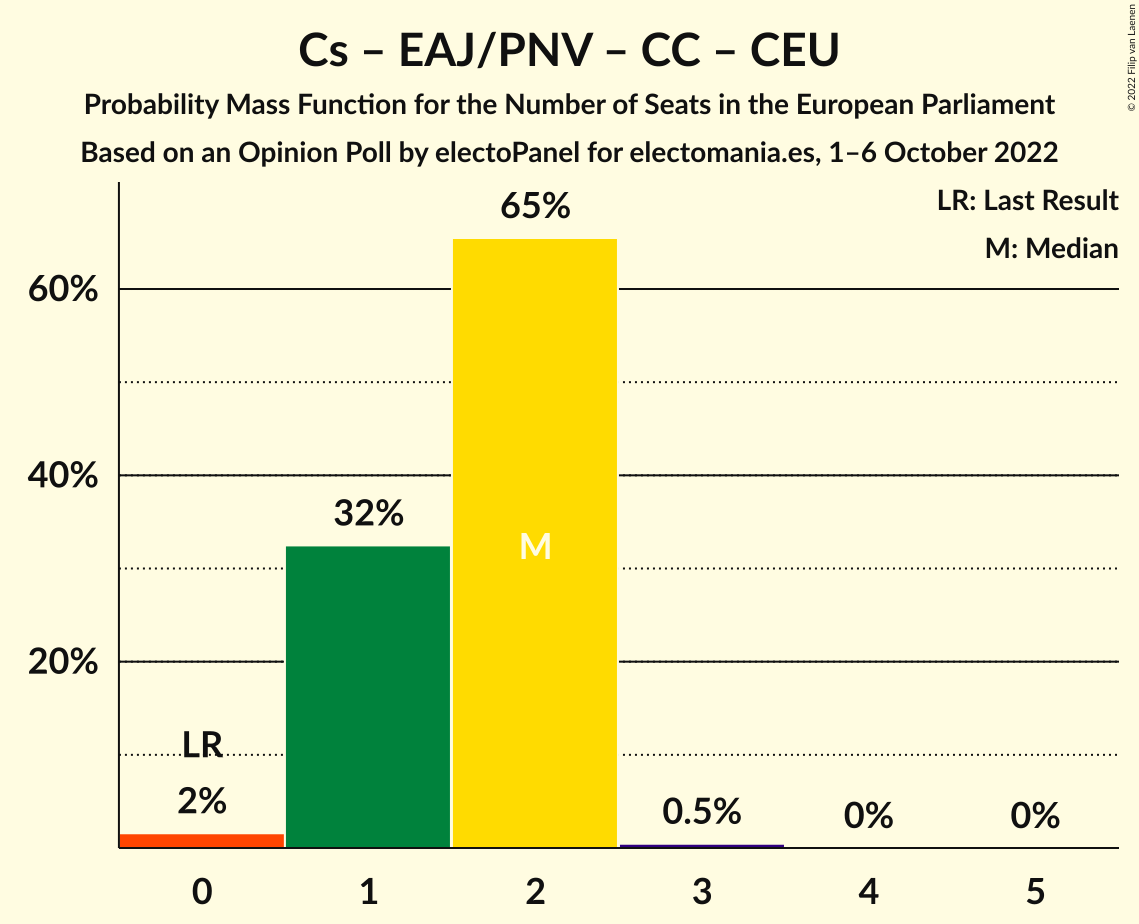 Cs – EAJ/PNV – CC – CEU
Probability Mass Function for the Number of Seats in the European Parliament
Based on an Opinion Poll by electoPanel for electomania.es, 1–6 October 2022
© 2022 Filip van Laenen
LR: Last Result
M: Median
65%
60%
40%
32%
M
20%
LR
2%
0.5%
0%
0%
0 1 2 3 4 5